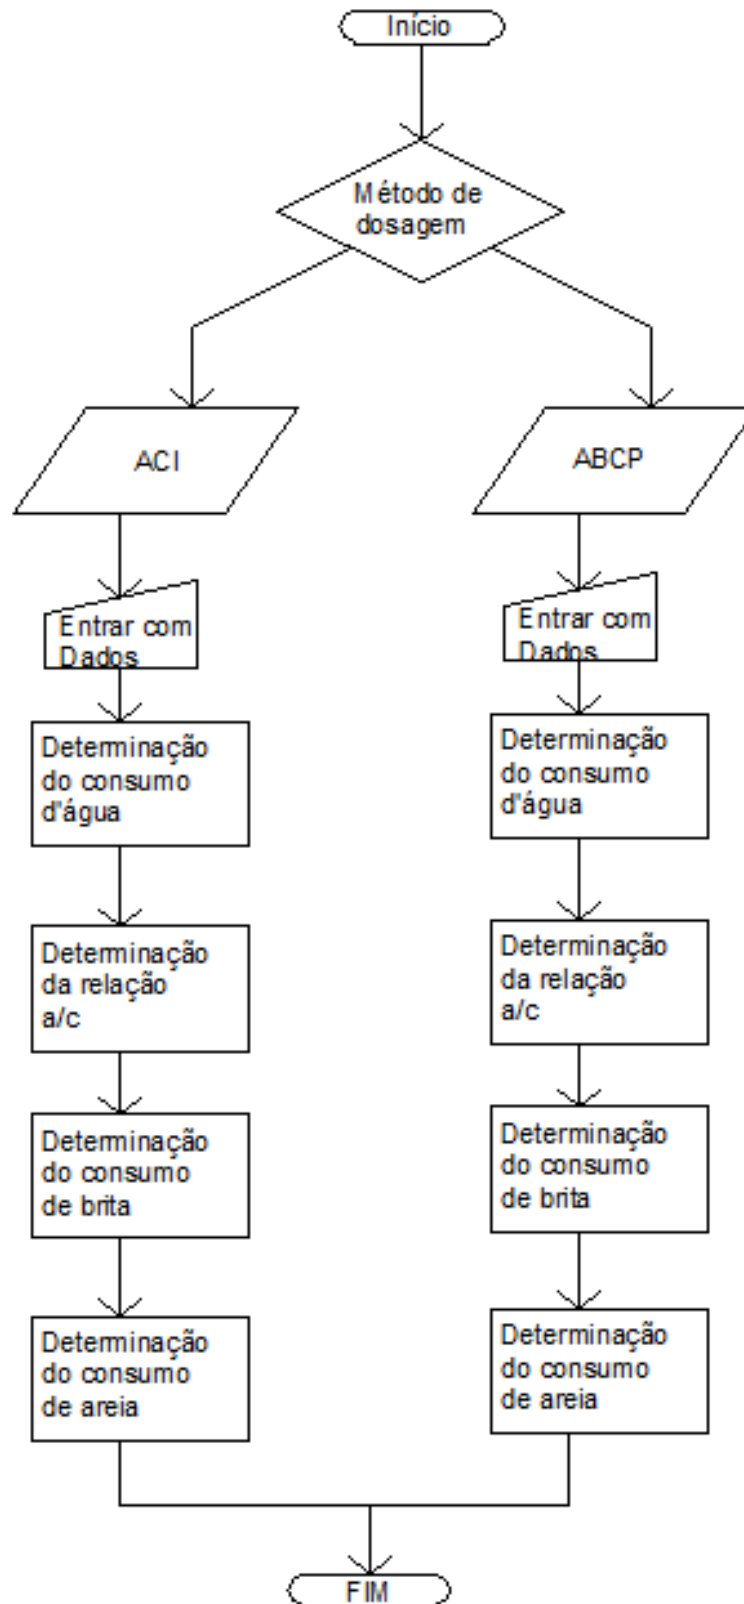 Início
Método de
dosagem
ACI
Entrar com
Dados
Determinação
do consumo
d'água
Determinação
da relação
a/c
Determinação
do consumo
de brita
Determinação
do consumo
de areia
ABCP
Entrar com
Dados
Determinação
do consumo
d'água
Determinação
da relação
a/c
Determinação
do consumo
de brita
Determinação
do consumo
de areia
FIM